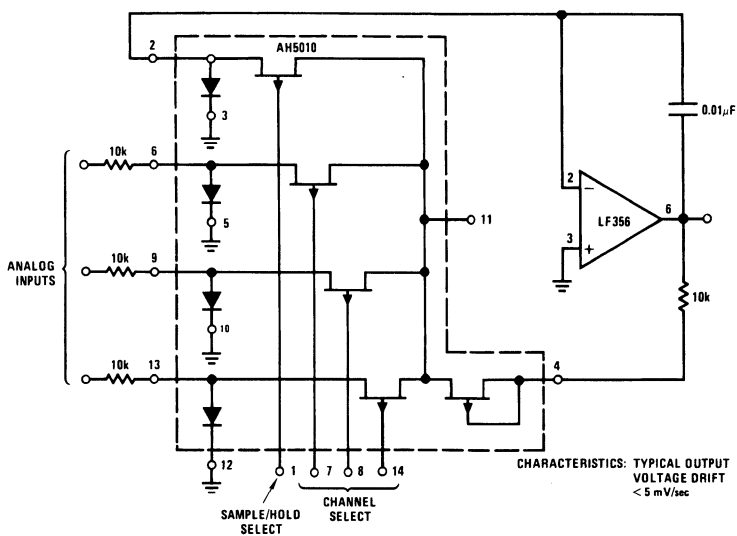 2
AH5010
3
0.01μF
10k
6
5
2
6
LF356
3
11
ANALOG
INPUTS
10k
9
10
10k
10k
13
4
12
1
7
8
14
SAMPLE/HOLD
SELECT
CHANNEL
SELECT
CHARACTERISTICS: TYPICAL OUTPUT
VOLTAGE DRIFT
< 5 mV/sec